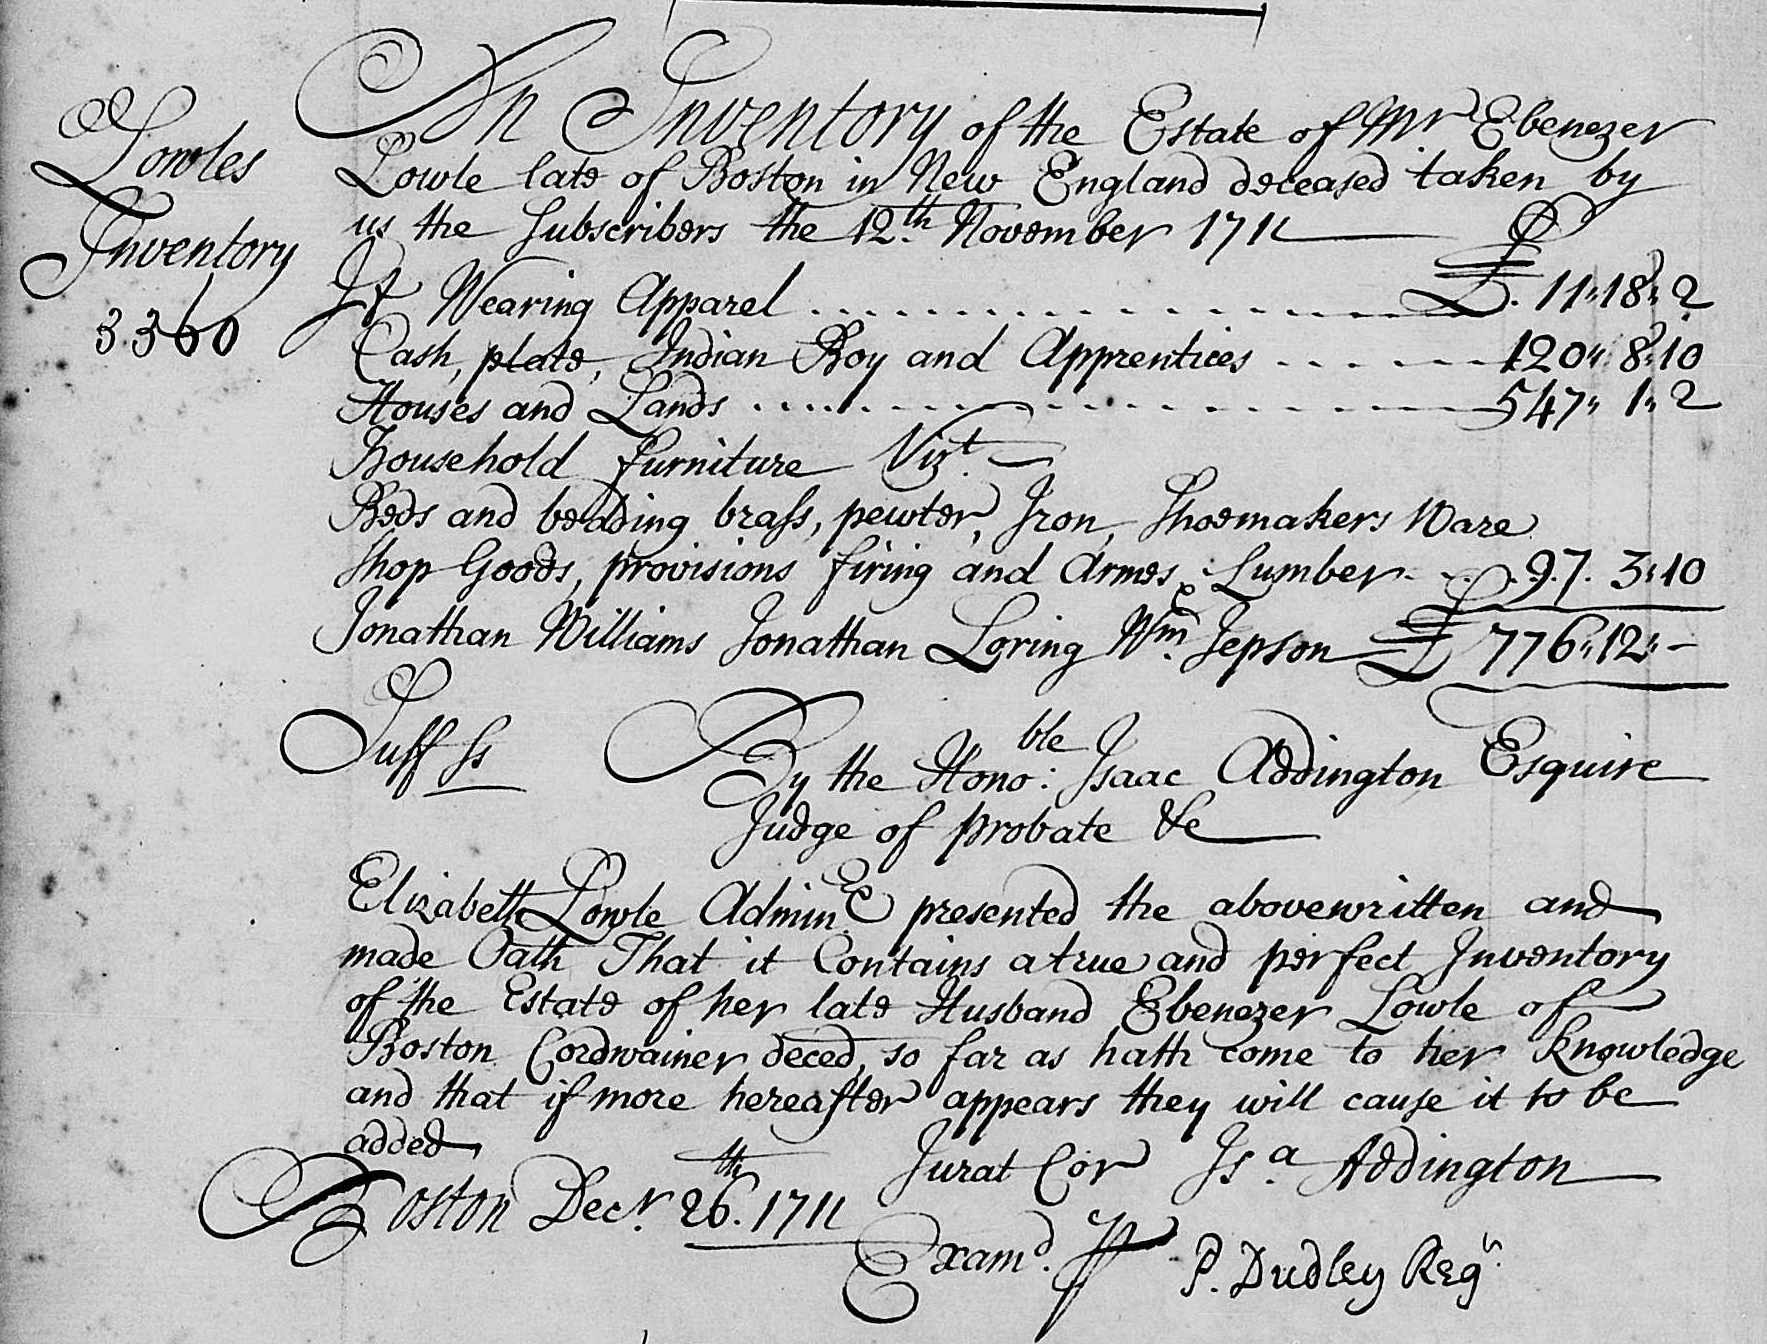 Lowles
Inventory
3360
An Inventory of the Estate of Mr Ebenezer
Lowle late of Boston in New England deceased taken by
us the Subscribers the 12th November 1711
Wearing Apparel £. 11"18"2
Cash, plate, Indian Boy and Apprentices 120"8"10
Houses and Lands 547"1"2
Household furniture Vizt.
Beds and bedding brass, pewter, Iron, Shoemakers Ware
Shop Goods, provisions firing and Armes & Lumber 97. 3"10
Jonathan Williams Jonathan Loring Wm. Jepson £ 776"12"-
Suff ss
By the Honoble: Isaac Addington Esquire
Judge of probate &c
Elizabeth Lowle Admin. presented the abovewritten and
made Oath That it Contains a true and perfect Inventory
of the Estate of her late Husband Ebenezer Lowle of
Boston Cordwainer deced, so far as hath come to her knowledge
and that if more hereafter appears they will cause it to be
added
Jurat Cor Isa. Addington
Boston Decr. 26th. 1711
Examd. P. Dudley Regr.